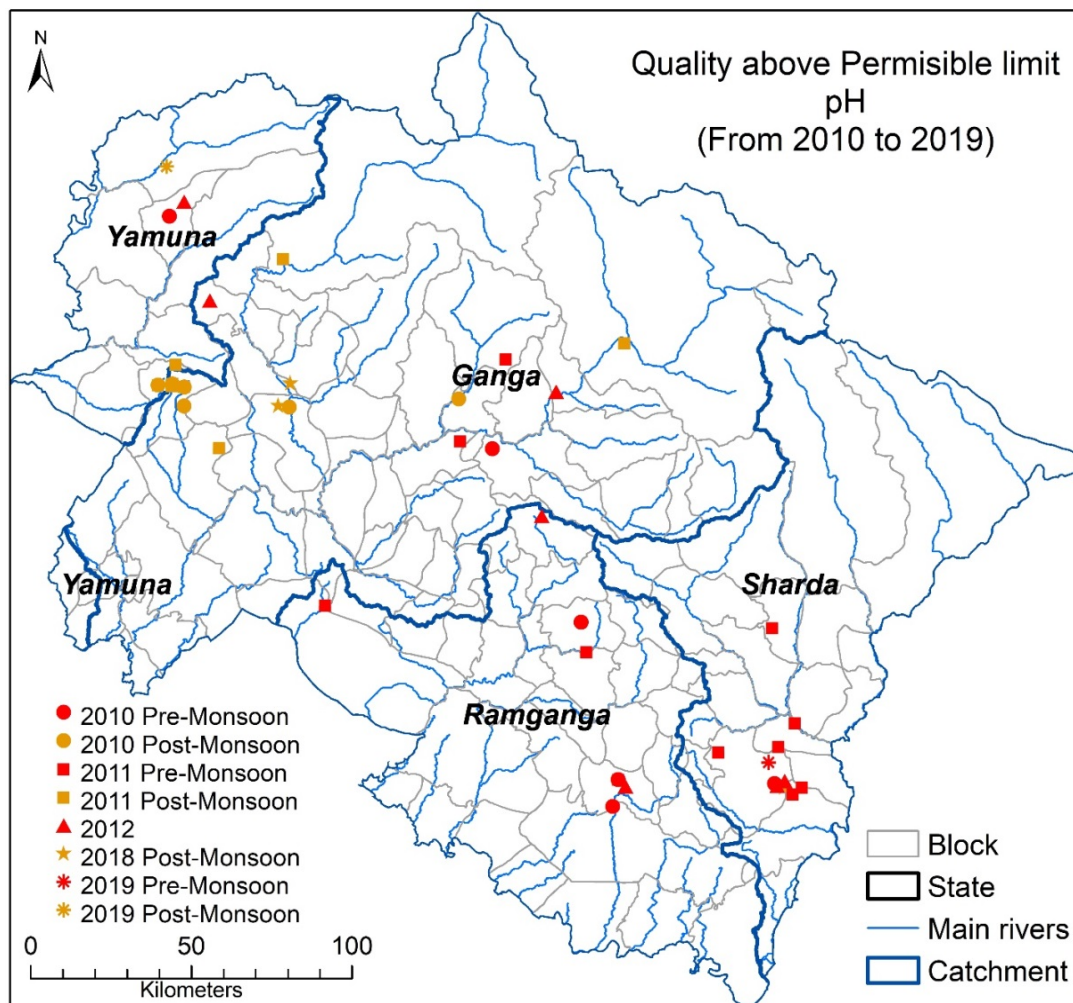 N
Quality above Permisible limit
pH
(From 2010 to 2019)
Yamuna
Ganga
Yamuna
Sharda
Ramganga
2010 Pre-Monsoon
2010 Post-Monsoon
2011 Pre-Monsoon
2011 Post-Monsoon
2012
2018 Post-Monsoon
2019 Pre-Monsoon
2019 Post-Monsoon
0 50 100
Kilometers
Block
State
Main rivers
Catchment